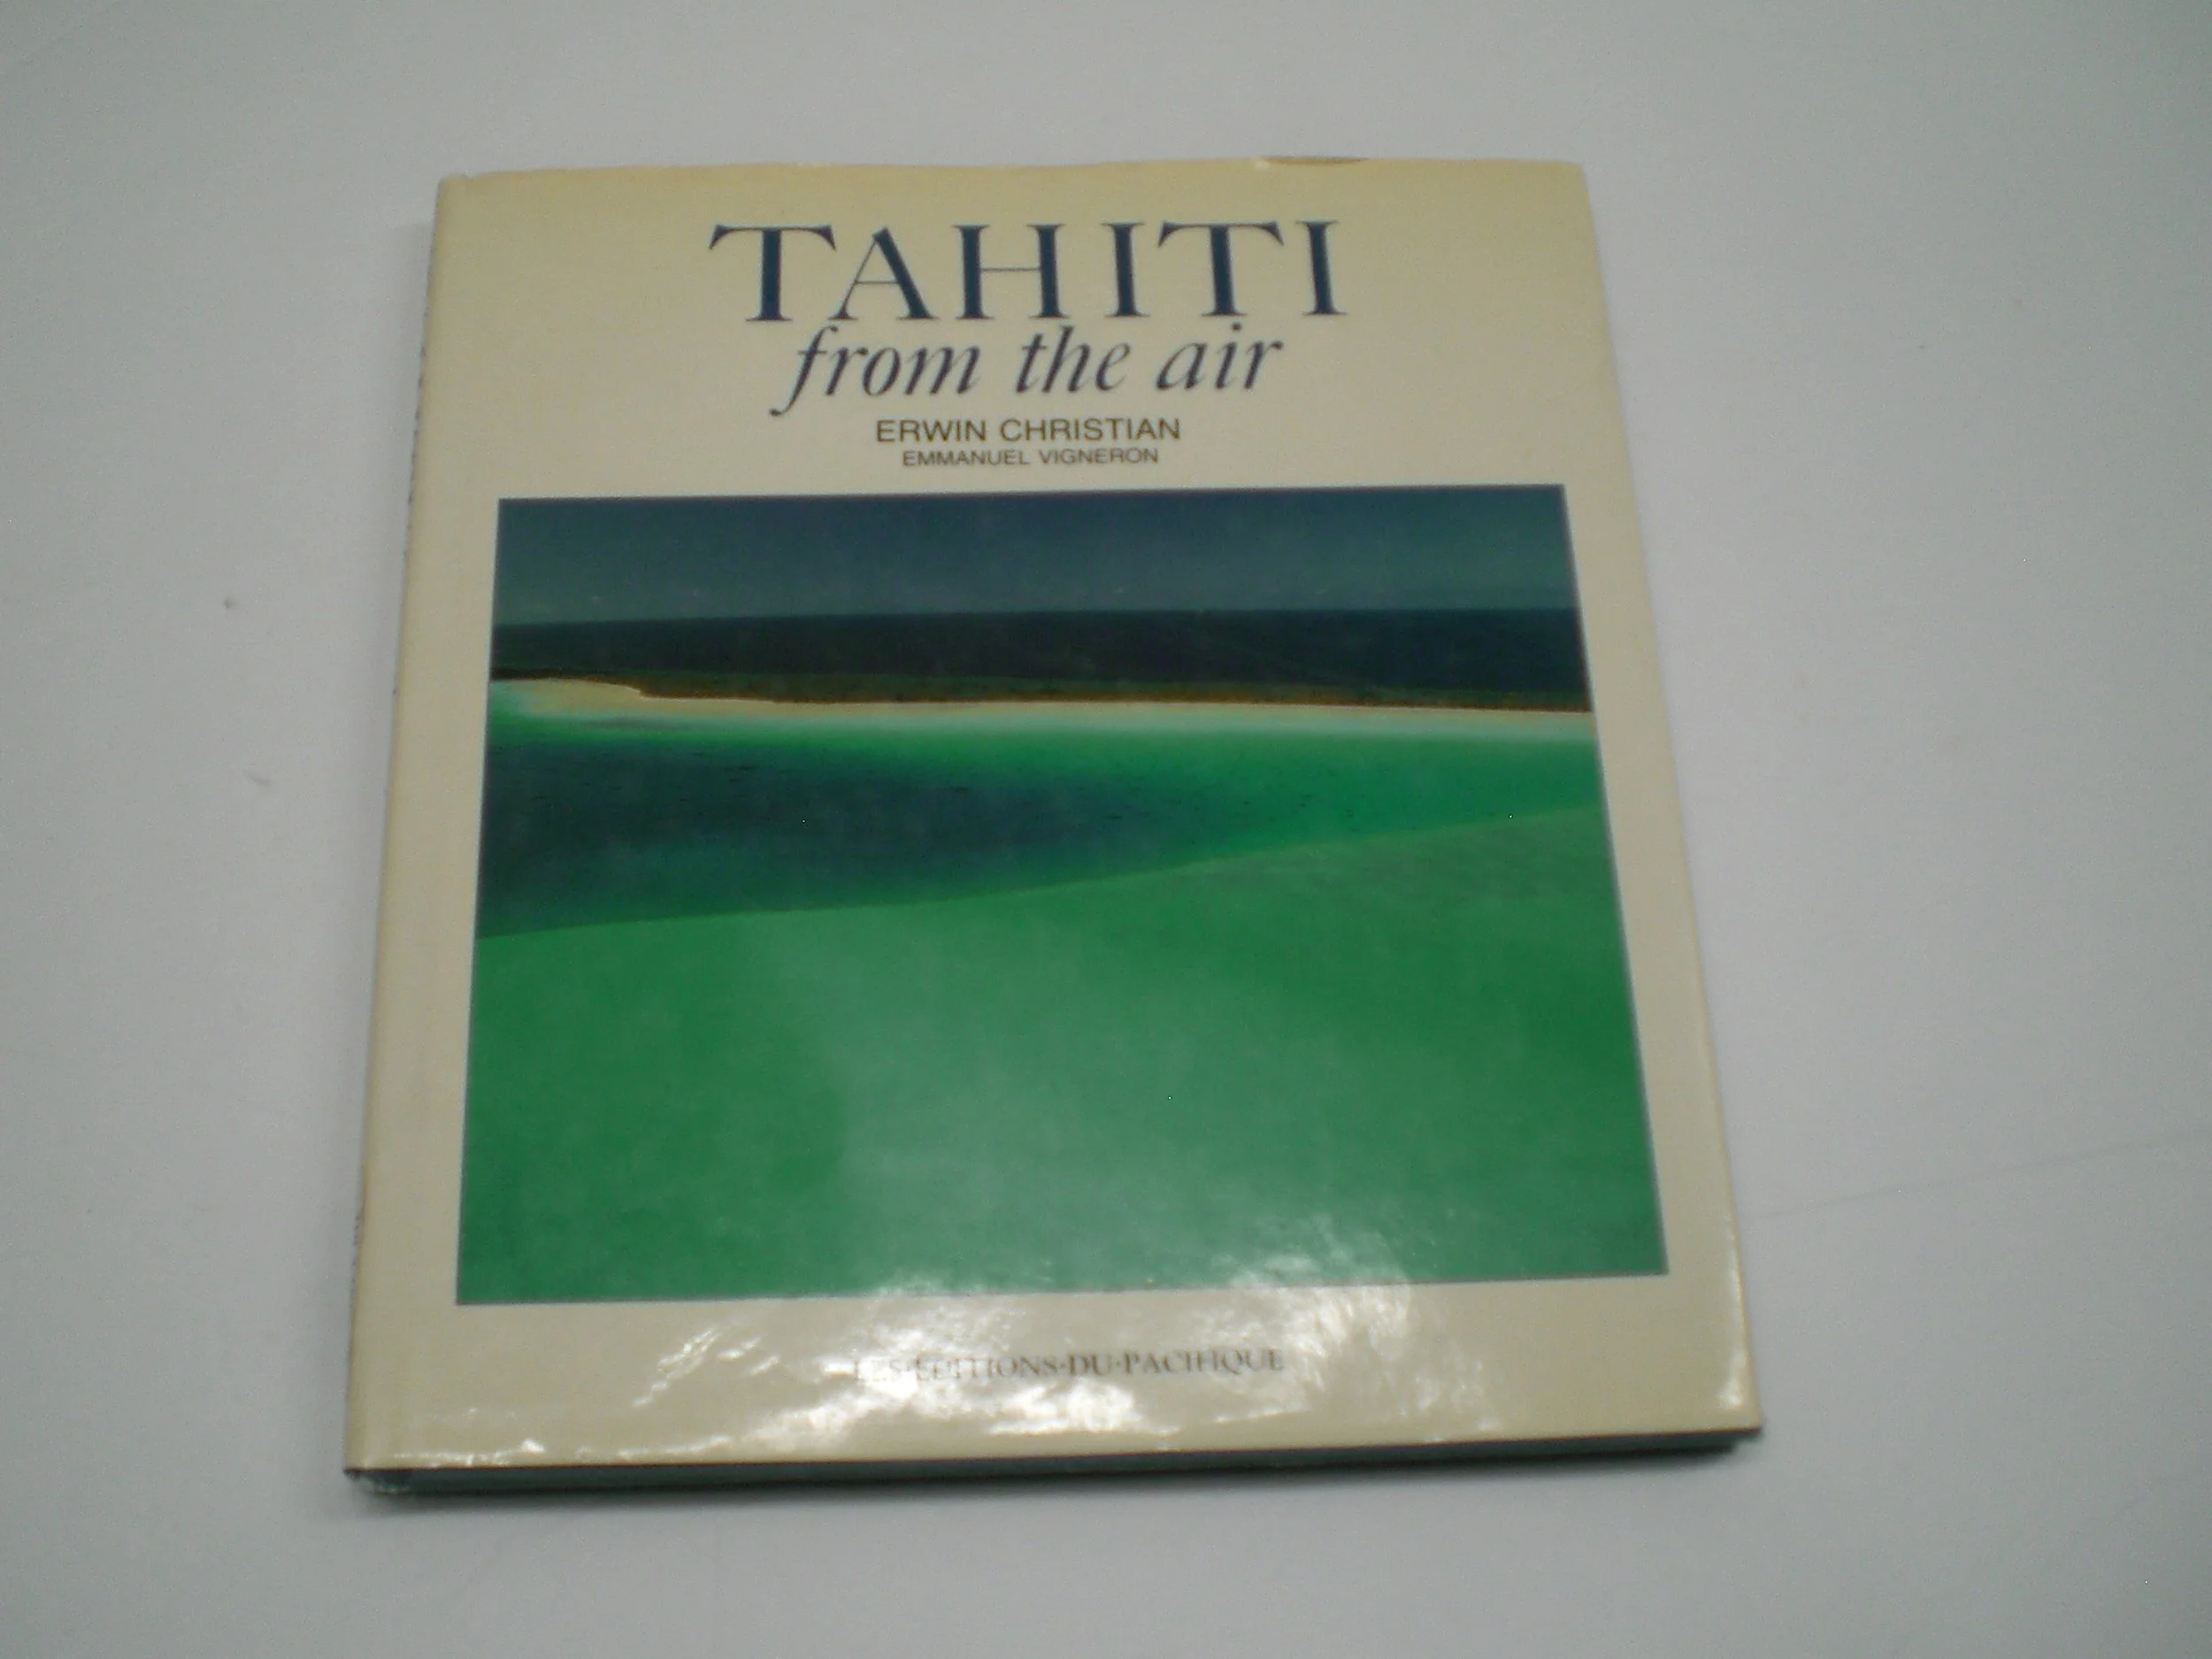 TAHITI
from the air
ERWIN CHRISTIAN
EMMANUEL VIGNERON
LES·EDITIONS·DU·PACIFIQUE